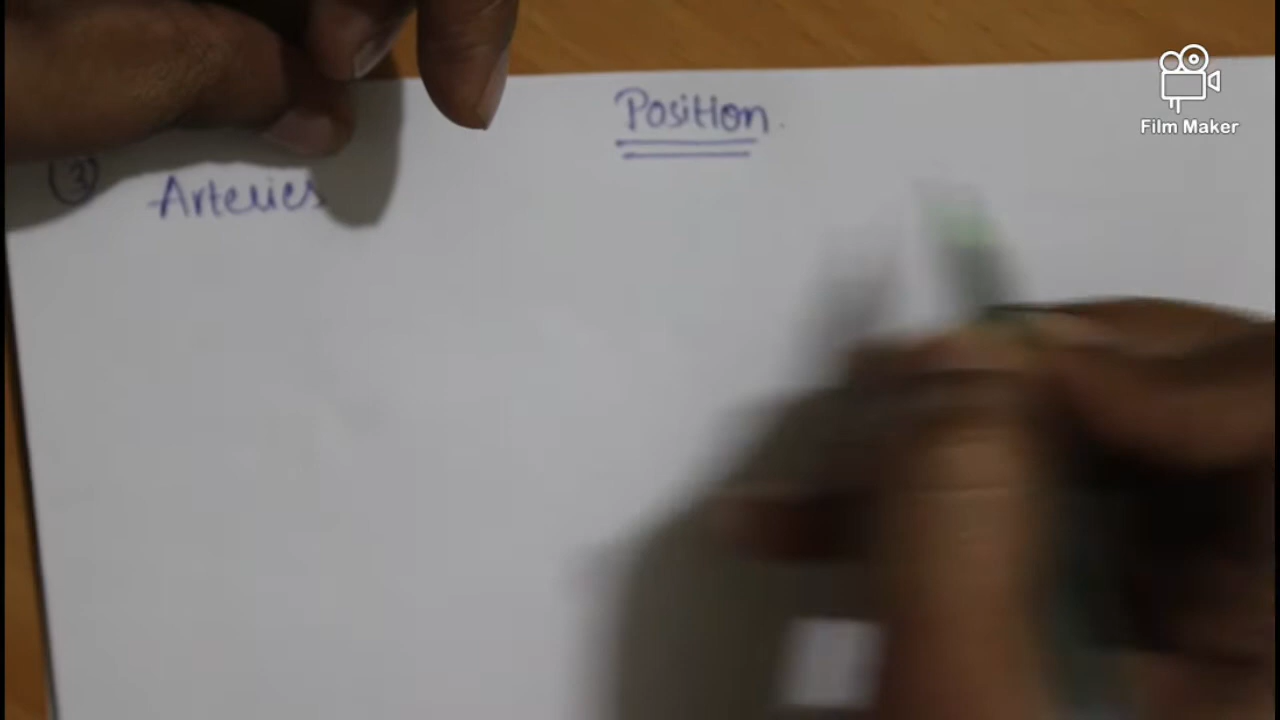 Position.
Film Maker
③ Arteries